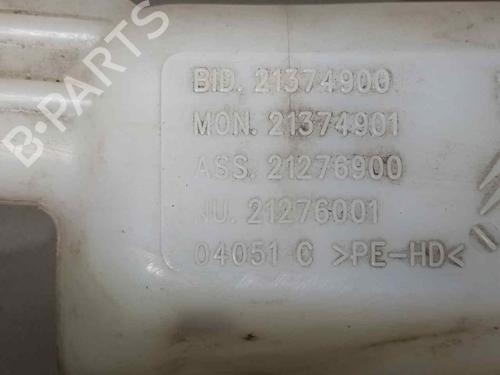 B-PARTS
BID. 21374900
MON. 21374901
ASS. 21276900
NU. 21276001
04051 C >PE-HD<